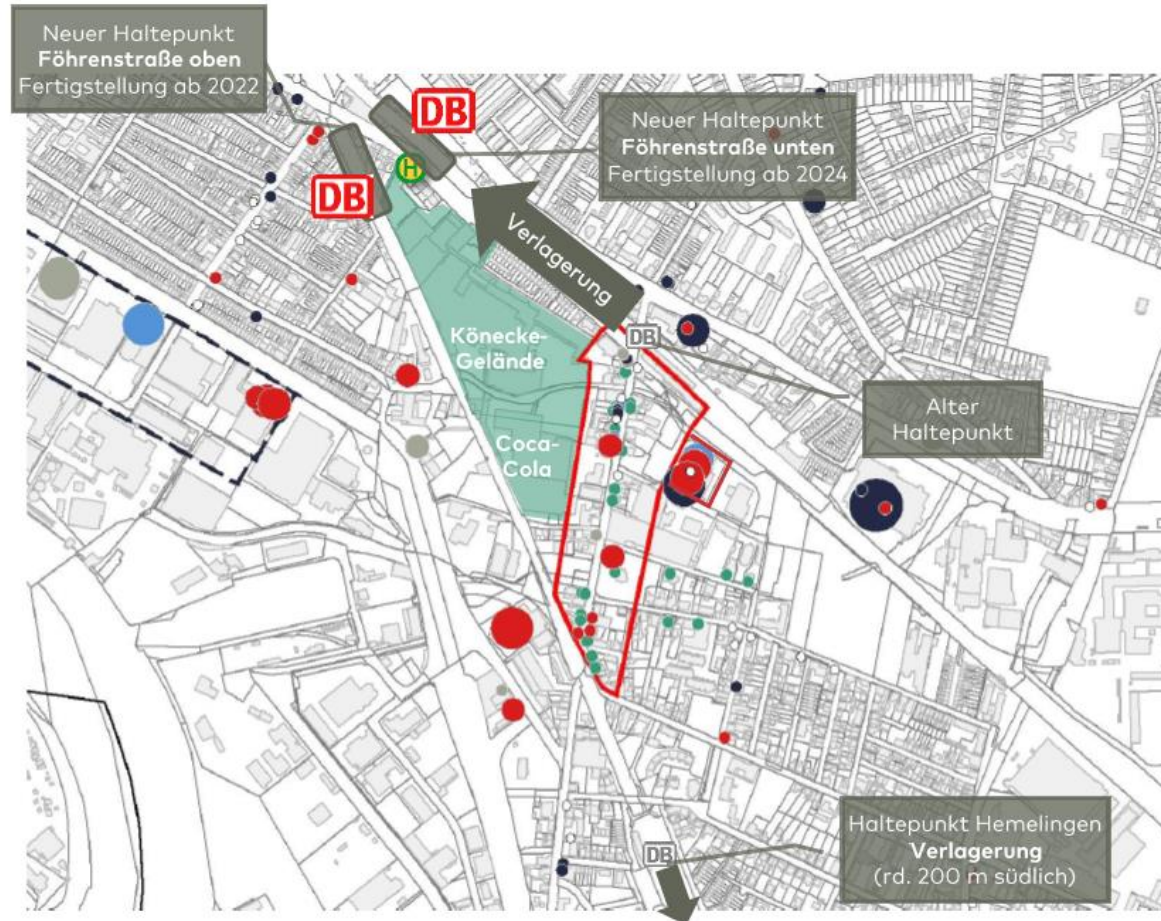 Neuer Haltepunkt
Föhrenstraße oben
Fertigstellung ab 2022
DB
Neuer Haltepunkt
Föhrenstraße unten
Fertigstellung ab 2024
H
DB
Verlagerung
Könecke-
Gelände
DB
Alter
Haltepunkt
Coca-
Cola
Haltepunkt Hemelingen
Verlagerung
(rd. 200 m südlich)
DB